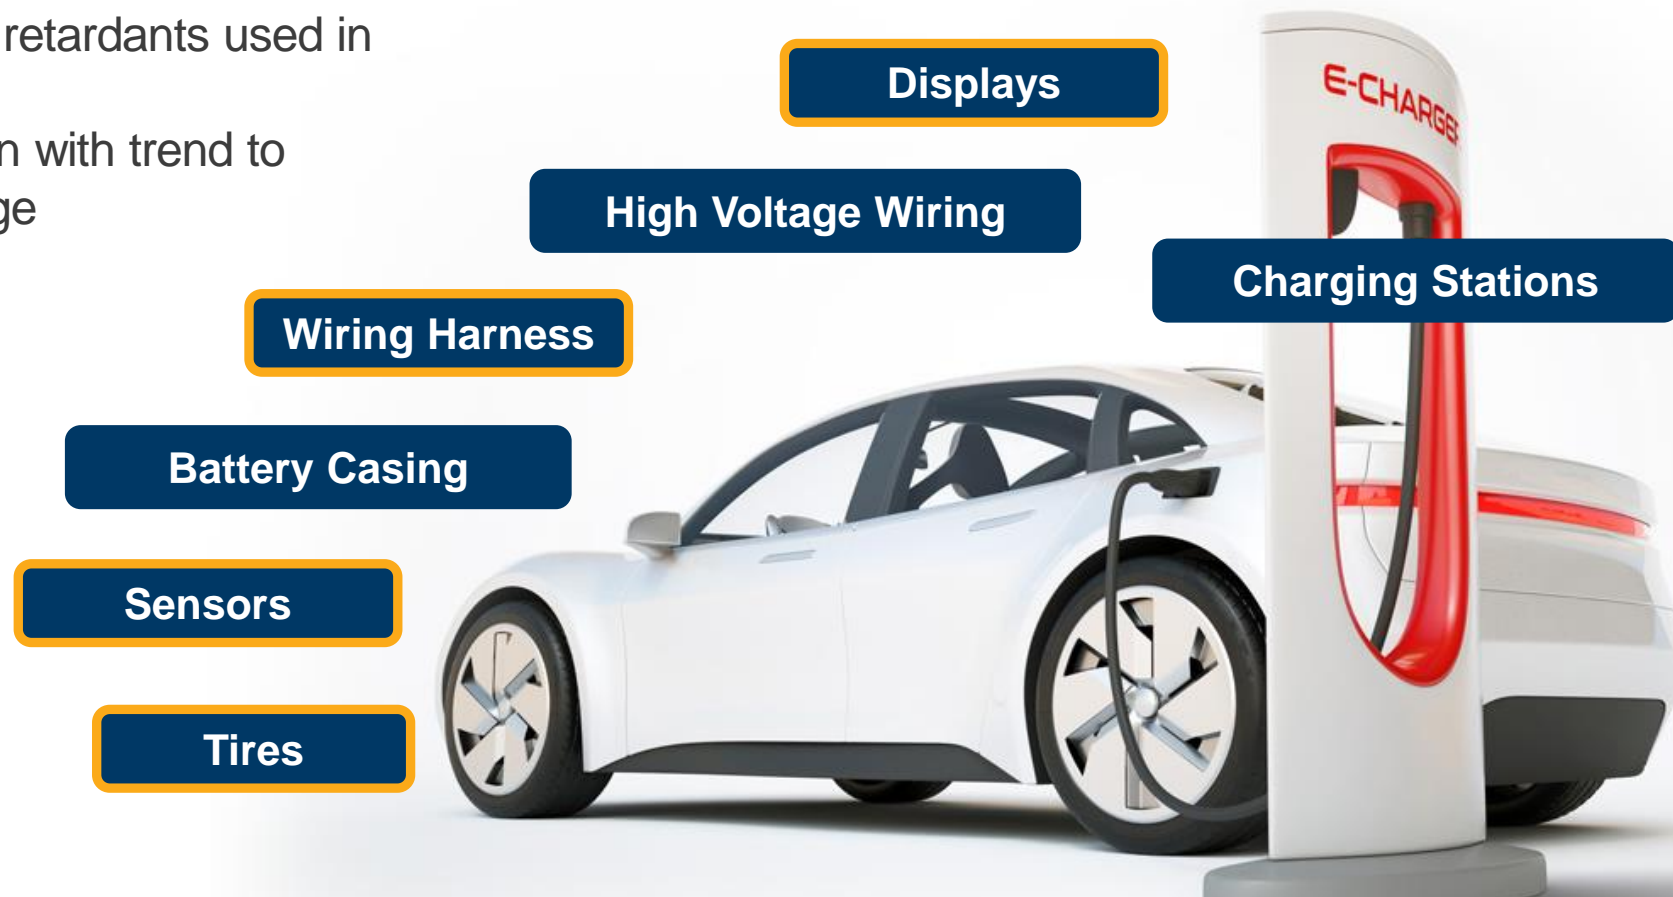 retardants used in
Displays
E-CHARGER
n with trend to
High Voltage Wiring
ge
Charging Stations
Wiring Harness
Battery Casing
Sensors
Tires